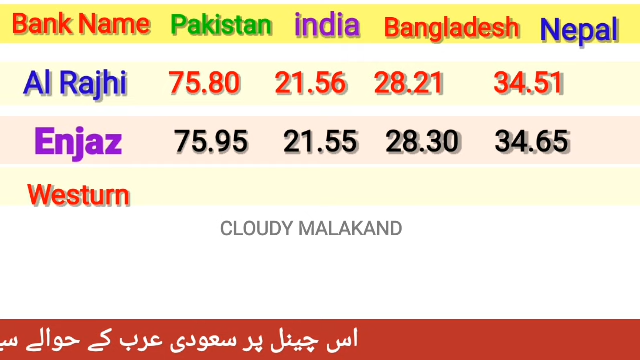 Bank Name Pakistan india Bangladesh Nepal
Al Rajhi 75.80 21.56 28.21 34.51
Enjaz 75.95 21.55 28.30 34.65
Westurn
CLOUDY MALAKAND
اس چینل پر سعودی عرب کے حوالے سے